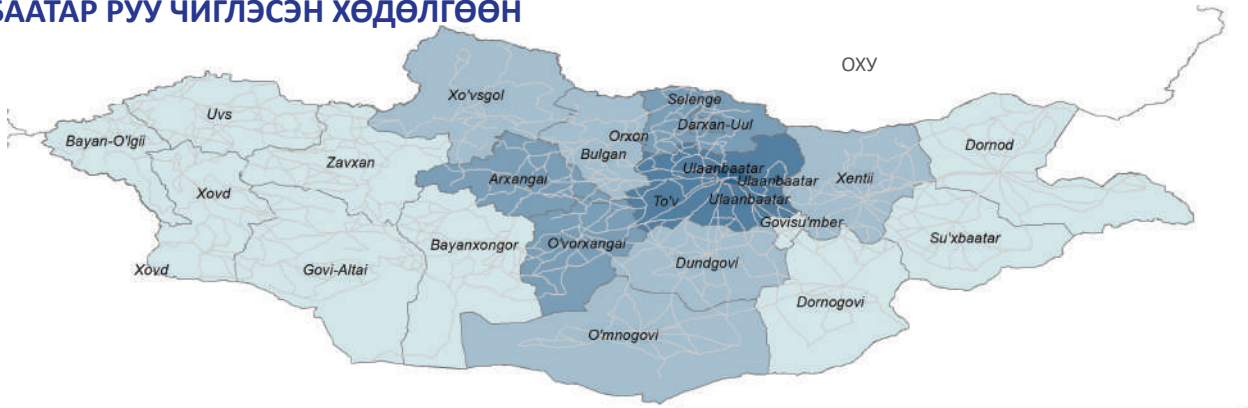 БААТАР РУУ ЧИГЛЭСЭН ХӨДӨЛГӨӨН
ОХУ
Xo'vsgol
Selenge
Uvs
Darxan-Uul
Bayan-O'lgii
Orxon
Dornod
Bulgan
Zavxan
Ulaanbaatar
Arxangai
Xentii
Ulaanbaatar
Xovd
To'v
Ulaanbaatar
Govisu'mber
Su'xbaatar
Bayanxongor
O'vorxangai
Dundgovi
Xovd
Govi-Altai
Dornogovi
O'mnogovi